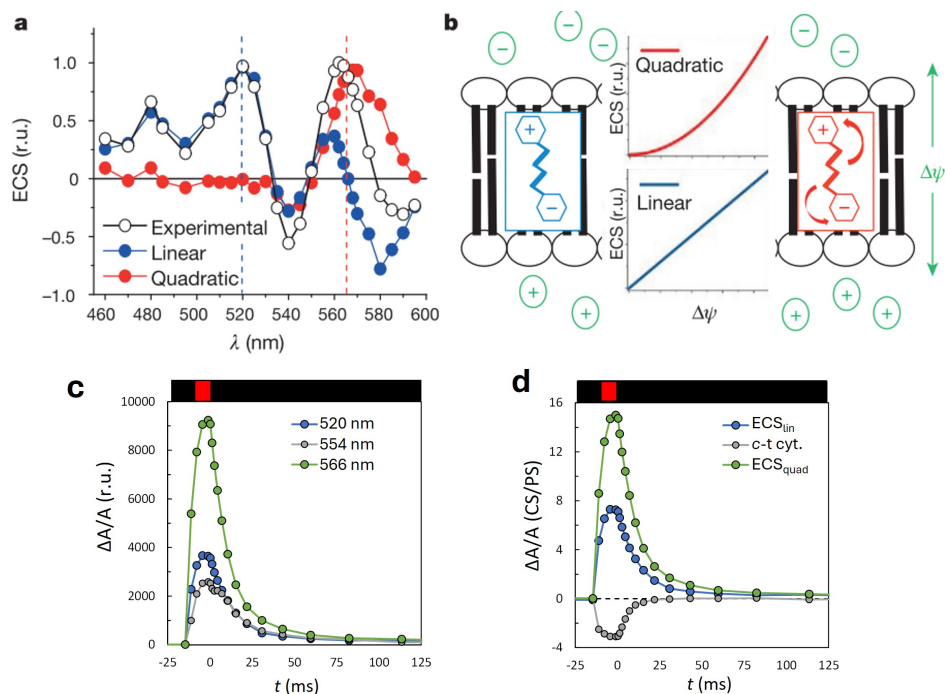 a
ECS (r.u.)
1.0
0.5
0
−0.5
−1.0
Experimental
Linear
Quadratic
460 480 500 520 540 560 580 600
λ (nm)
b
− − − − −
ECS (r.u.)
Quadratic
+
−
ECS (r.u.)
Linear
Δψ
+
−
Δψ
+ + + + +
c
ΔA/A (r.u.)
10000
8000
6000
4000
2000
0
520 nm
554 nm
566 nm
-25 0 25 50 75 100 125
t (ms)
d
ΔA/A (CS/PS)
16
12
8
4
0
-4
ECSlin
c-t cyt.
ECSquad
-25 0 25 50 75 100 125
t (ms)